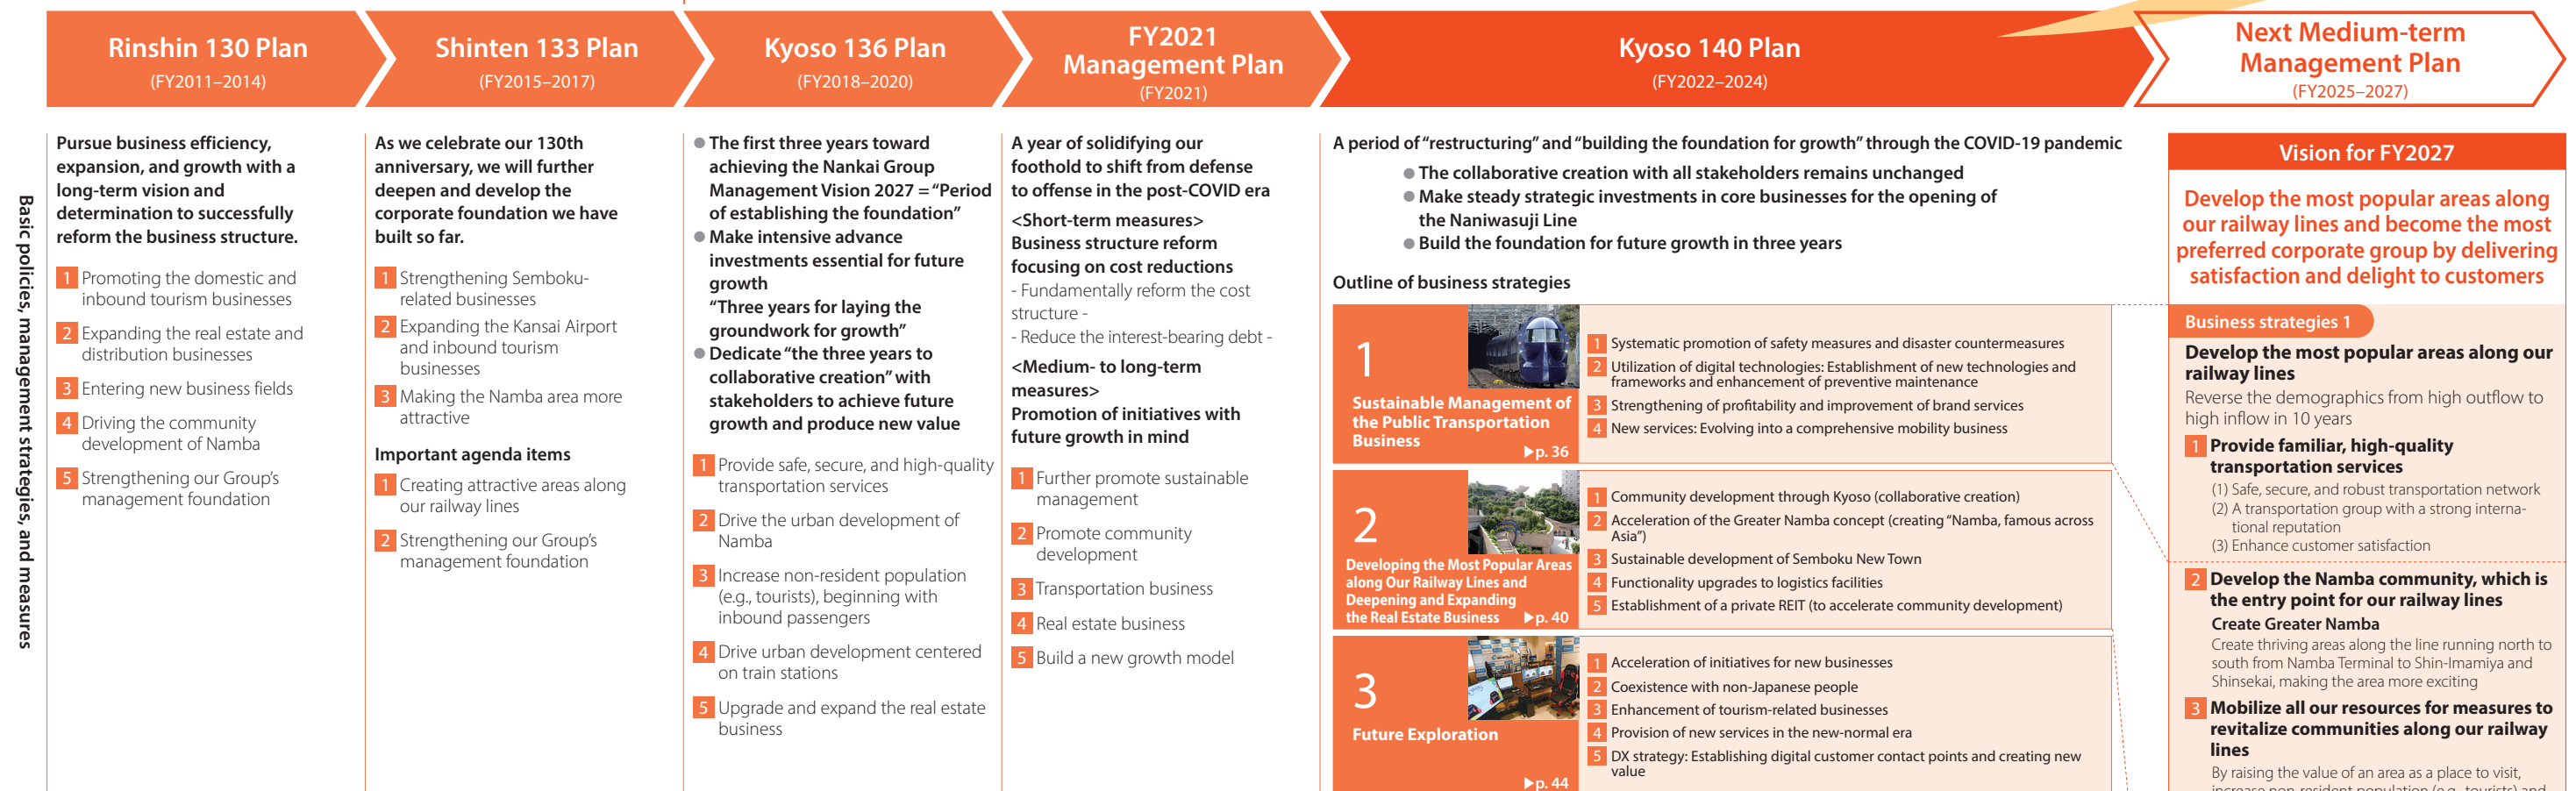 Rinshin 130 Plan
(FY2011–2014)
Shinten 133 Plan
(FY2015–2017)
Kyoso 136 Plan
(FY2018–2020)
FY2021
Management Plan
(FY2021)
Kyoso 140 Plan
(FY2022–2024)
Next Medium-term
Management Plan
(FY2025–2027)
Basic policies, management strategies, and measures
Pursue business efficiency,
expansion, and growth with a
long-term vision and
determination to successfully
reform the business structure.
1 Promoting the domestic and
inbound tourism businesses
2 Expanding the real estate and
distribution businesses
3 Entering new business fields
4 Driving the community
development of Namba
5 Strengthening our Group's
management foundation
As we celebrate our 130th
anniversary, we will further
deepen and develop the
corporate foundation we have
built so far.
1 Strengthening Semboku-
related businesses
2 Expanding the Kansai Airport
and inbound tourism
businesses
3 Making the Namba area more
attractive
Important agenda items
1 Creating attractive areas along
our railway lines
2 Strengthening our Group's
management foundation
● The first three years toward
achieving the Nankai Group
Management Vision 2027 = “Period
of establishing the foundation”
● Make intensive advance
investments essential for future
growth
“Three years for laying the
groundwork for growth”
● Dedicate “the three years to
collaborative creation” with
stakeholders to achieve future
growth and produce new value
1 Provide safe, secure, and high-quality
transportation services
2 Drive the urban development of
Namba
3 Increase non-resident population
(e.g., tourists), beginning with
inbound passengers
4 Drive urban development centered
on train stations
5 Upgrade and expand the real estate
business
A year of solidifying our
foothold to shift from defense
to offense in the post-COVID era
<Short-term measures>
Business structure reform
focusing on cost reductions
- Fundamentally reform the cost
structure -
- Reduce the interest-bearing debt -
<Medium- to long-term
measures>
Promotion of initiatives with
future growth in mind
1 Further promote sustainable
management
2 Promote community
development
3 Transportation business
4 Real estate business
5 Build a new growth model
A period of “restructuring” and “building the foundation for growth” through the COVID-19 pandemic
● The collaborative creation with all stakeholders remains unchanged
● Make steady strategic investments in core businesses for the opening of
the Naniwasuji Line
● Build the foundation for future growth in three years
Outline of business strategies
1
Sustainable Management of
the Public Transportation
Business
▶p. 36
1 Systematic promotion of safety measures and disaster countermeasures
2 Utilization of digital technologies: Establishment of new technologies and
frameworks and enhancement of preventive maintenance
3 Strengthening of profitability and improvement of brand services
4 New services: Evolving into a comprehensive mobility business
2
Developing the Most Popular Areas
along Our Railway Lines and
Deepening and Expanding
the Real Estate Business ▶p. 40
1 Community development through Kyoso (collaborative creation)
2 Acceleration of the Greater Namba concept (creating “Namba, famous across
Asia”)
3 Sustainable development of Semboku New Town
4 Functionality upgrades to logistics facilities
5 Establishment of a private REIT (to accelerate community development)
3
Future Exploration
▶p. 44
1 Acceleration of initiatives for new businesses
2 Coexistence with non-Japanese people
3 Enhancement of tourism-related businesses
4 Provision of new services in the new-normal era
5 DX strategy: Establishing digital customer contact points and creating new
value
Vision for FY2027
Develop the most popular areas along
our railway lines and become the most
preferred corporate group by delivering
satisfaction and delight to customers
Business strategies 1
Develop the most popular areas along our
railway lines
Reverse the demographics from high outflow to
high inflow in 10 years
1 Provide familiar, high-quality
transportation services
(1) Safe, secure, and robust transportation network
(2) A transportation group with a strong interna-
tional reputation
(3) Enhance customer satisfaction
2 Develop the Namba community, which is
the entry point for our railway lines
Create Greater Namba
Create thriving areas along the line running north to
south from Namba Terminal to Shin-Imamiya and
Shinsekai, making the area more exciting
3 Mobilize all our resources for measures to
revitalize communities along our railway
lines
By raising the value of an area as a place to visit,
increase non-resident population (e.g., tourists) and